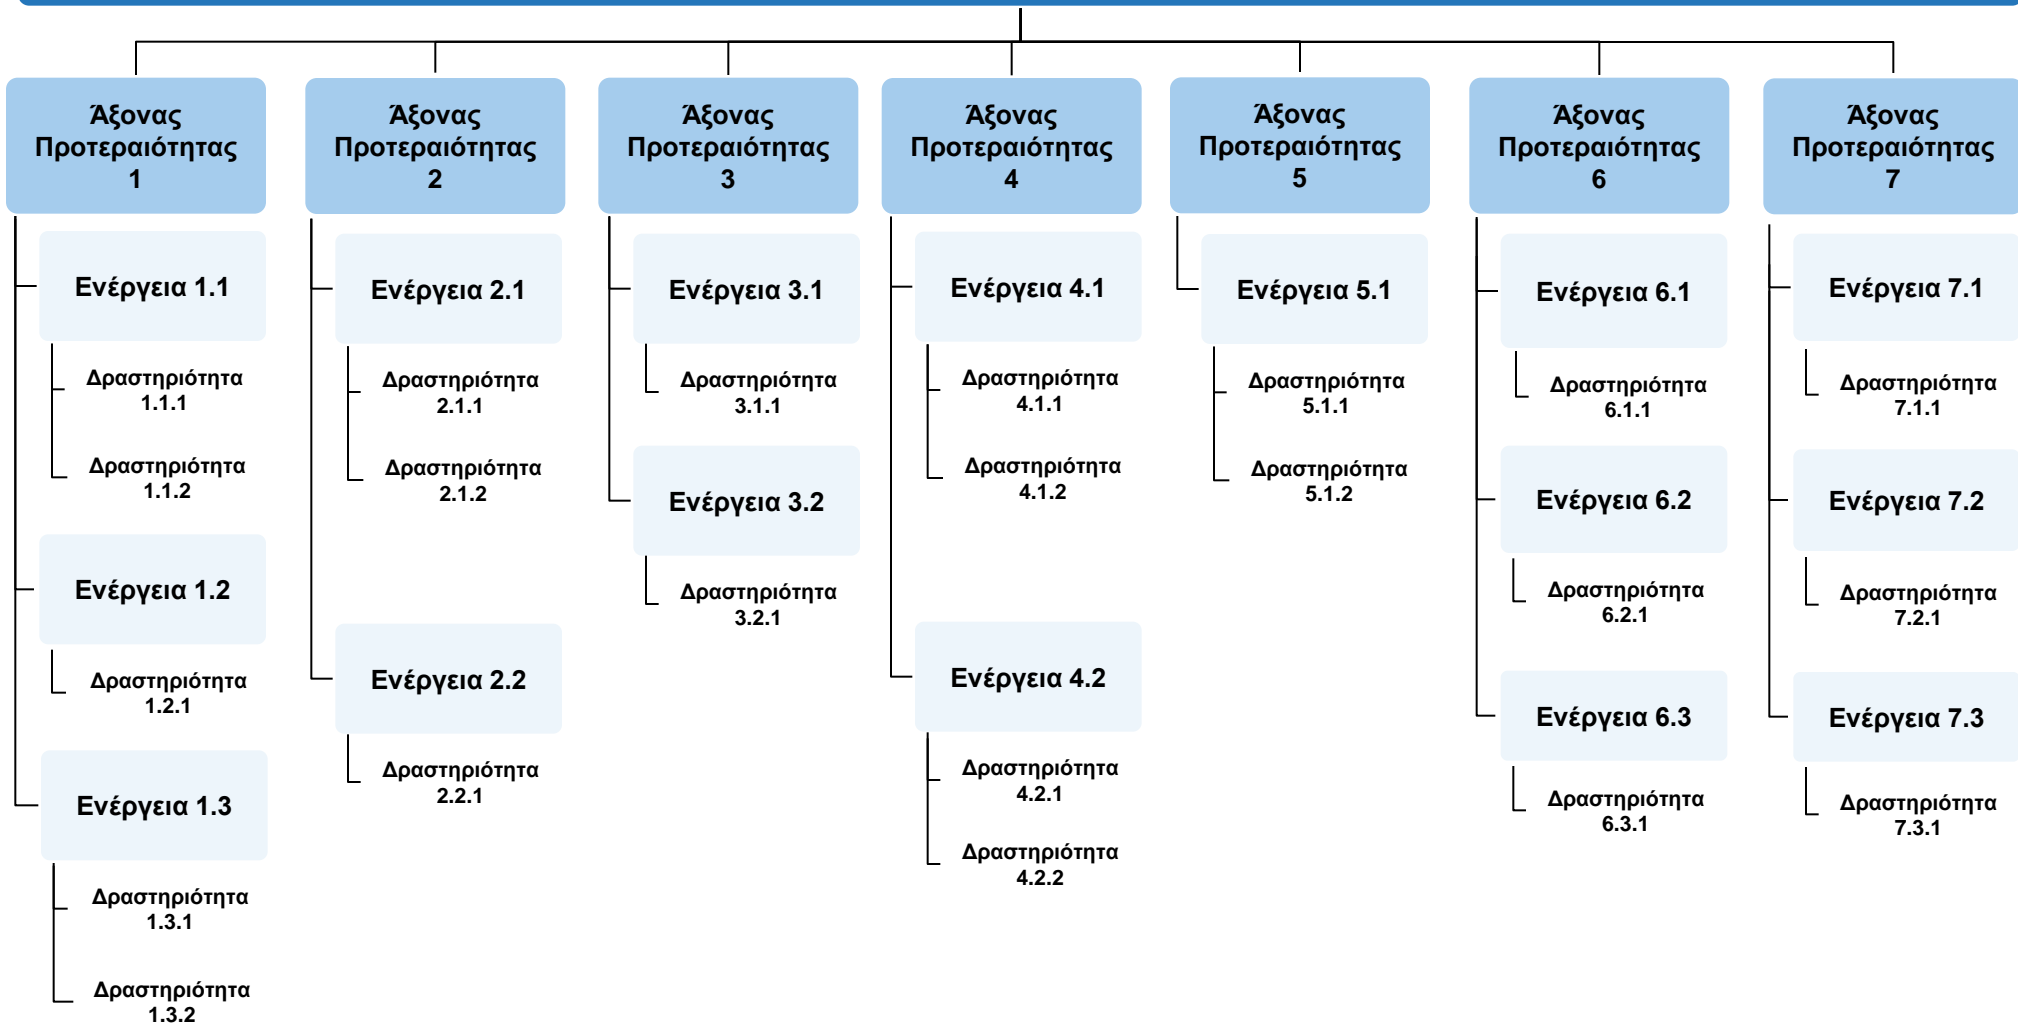 Άξονας
Προτεραιότητας
1
Ενέργεια 1.1
Δραστηριότητα
1.1.1
Δραστηριότητα
1.1.2
Ενέργεια 1.2
Δραστηριότητα
1.2.1
Ενέργεια 1.3
Δραστηριότητα
1.3.1
Δραστηριότητα
1.3.2
Άξονας
Προτεραιότητας
2
Ενέργεια 2.1
Δραστηριότητα
2.1.1
Δραστηριότητα
2.1.2
Ενέργεια 2.2
Δραστηριότητα
2.2.1
Άξονας
Προτεραιότητας
3
Ενέργεια 3.1
Δραστηριότητα
3.1.1
Ενέργεια 3.2
Δραστηριότητα
3.2.1
Άξονας
Προτεραιότητας
4
Ενέργεια 4.1
Δραστηριότητα
4.1.1
Δραστηριότητα
4.1.2
Ενέργεια 4.2
Δραστηριότητα
4.2.1
Δραστηριότητα
4.2.2
Άξονας
Προτεραιότητας
5
Ενέργεια 5.1
Δραστηριότητα
5.1.1
Δραστηριότητα
5.1.2
Άξονας
Προτεραιότητας
6
Ενέργεια 6.1
Δραστηριότητα
6.1.1
Ενέργεια 6.2
Δραστηριότητα
6.2.1
Ενέργεια 6.3
Δραστηριότητα
6.3.1
Άξονας
Προτεραιότητας
7
Ενέργεια 7.1
Δραστηριότητα
7.1.1
Ενέργεια 7.2
Δραστηριότητα
7.2.1
Ενέργεια 7.3
Δραστηριότητα
7.3.1